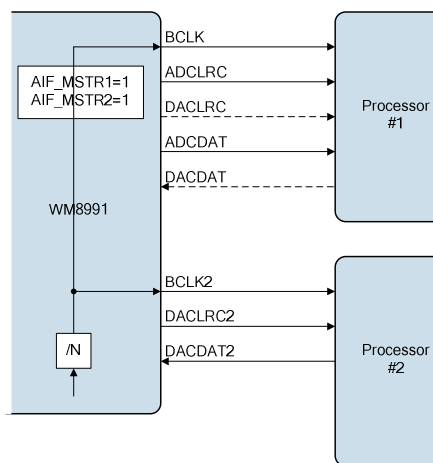 BCLK
ADCLRC
AIF_MSTR1=1
AIF_MSTR2=1
DACLRC
Processor
#1
ADCDAT
DACDAT
WM8991
BCLK2
DACLRC2
/N
DACDAT2
Processor
#2